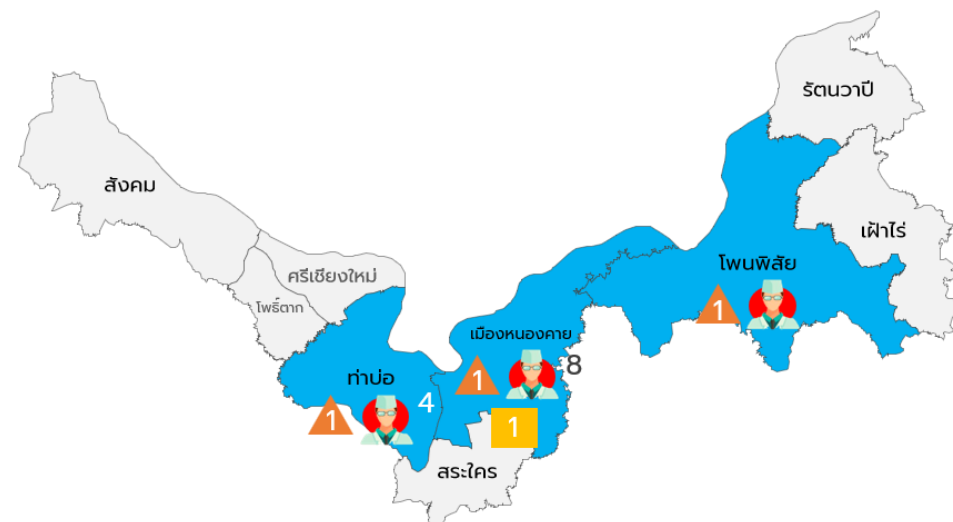 รัตนวาปี
สังคม
เฝ้าไร่
ศรีเชียงใหม่
โพนพิสัย
โพธิ์ตาก
1
เมืองหนองคาย
8
1
ท่าบ่อ
4
1
1
สระใคร